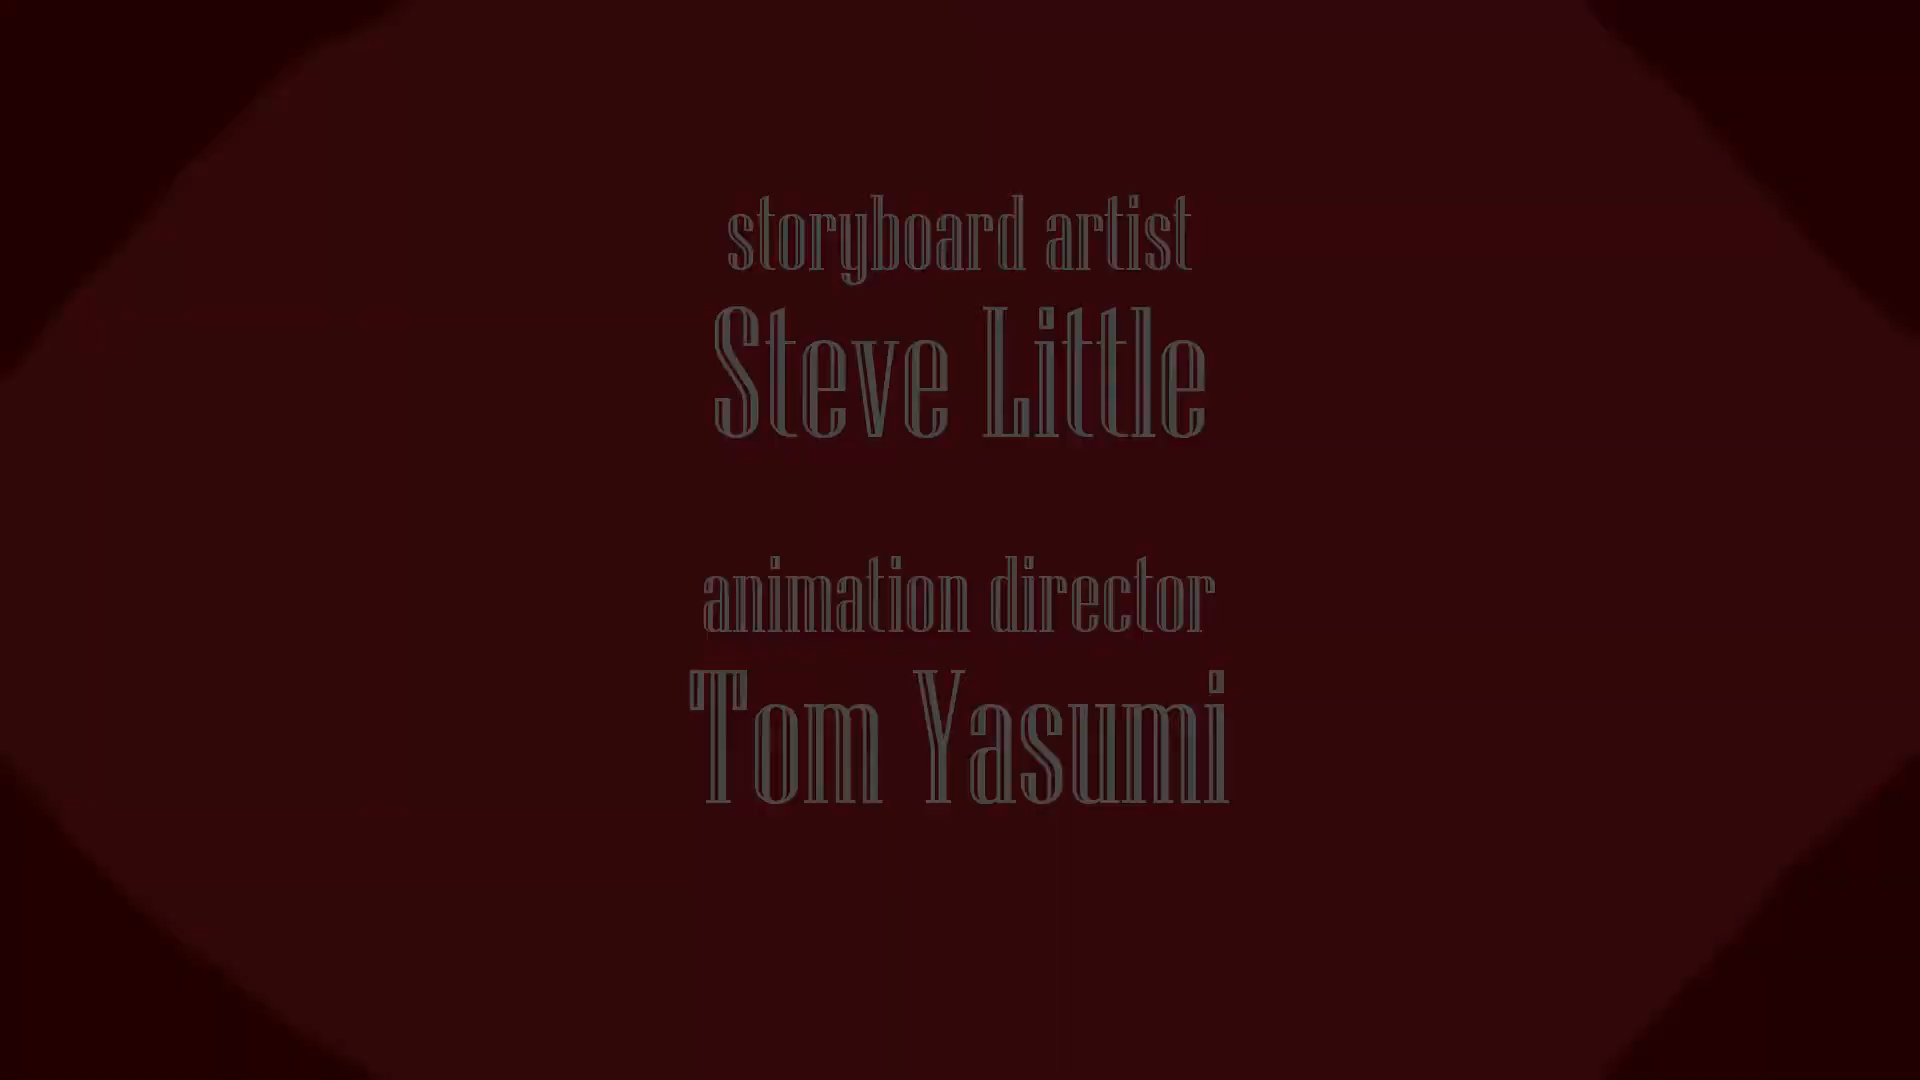 storyboard artist
Steve Little
animation director
Tom Yasumi